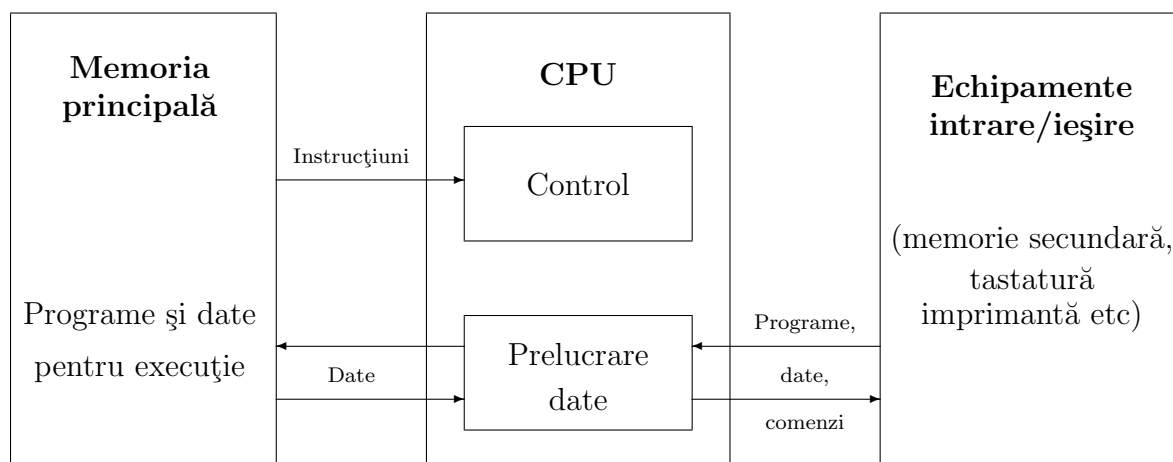 Memoria
principală
Programe şi date
pentru execuţie
Instrucţiuni
Date
CPU
Control
Prelucrare
date
Programe,
date,
comenzi
Echipamente
intrare/ieşire
(memorie secundară,
tastatură
imprimantă etc)